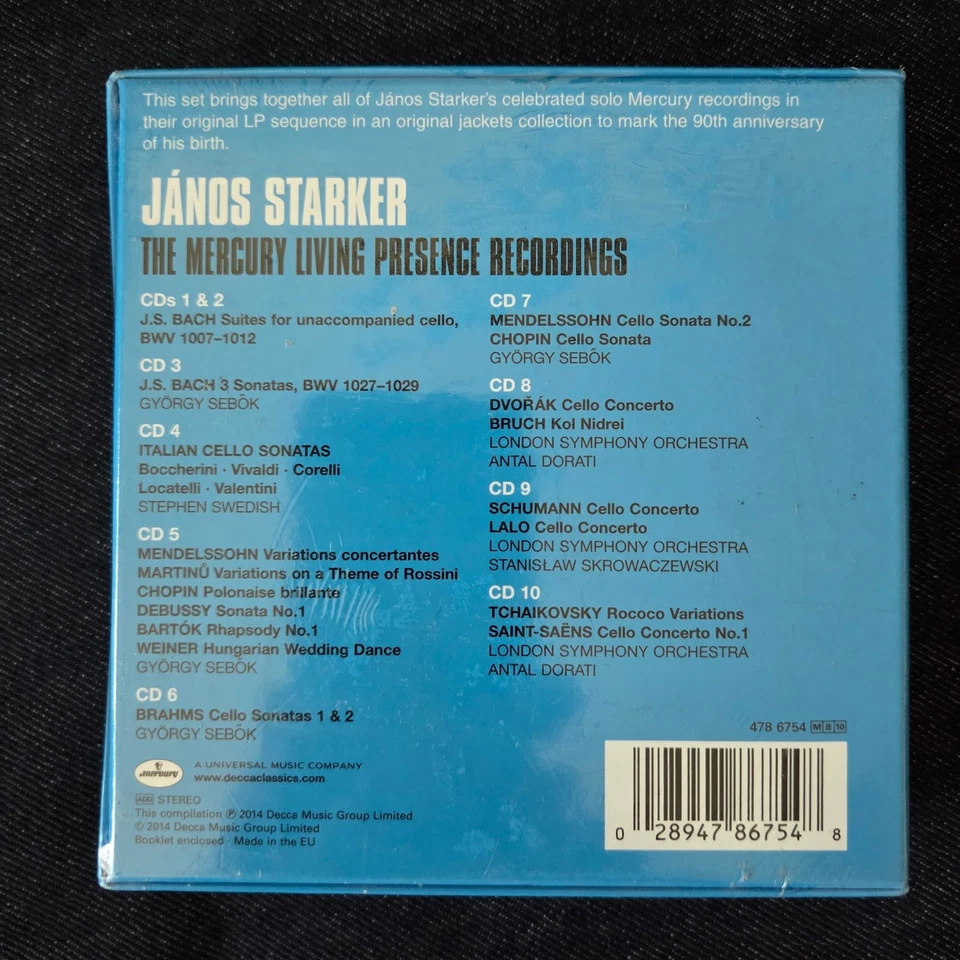 This set brings together all of János Starker's celebrated solo Mercury recordings in
their original LP sequence in an original jackets collection to mark the 90th anniversary
of his birth.
JÁNOS STARKER
THE MERCURY LIVING PRESENCE RECORDINGS
CDs 1 & 2
J.S. BACH Suites for unaccompanied cello,
BWV 1007–1012
CD 3
J.S. BACH 3 Sonatas, BWV 1027–1029
GYÖRGY SEBŐK
CD 4
ITALIAN CELLO SONATAS
Boccherini · Vivaldi · Corelli
Locatelli · Valentini
STEPHEN SWEDISH
CD 5
MENDELSSOHN Variations concertantes
MARTINŮ Variations on a Theme of Rossini
CHOPIN Polonaise brillante
DEBUSSY Sonata No.1
BARTÓK Rhapsody No.1
WEINER Hungarian Wedding Dance
GYÖRGY SEBŐK
CD 6
BRAHMS Cello Sonatas 1 & 2
GYÖRGY SEBŐK
CD 7
MENDELSSOHN Cello Sonata No.2
CHOPIN Cello Sonata
GYÖRGY SEBŐK
CD 8
DVOŘÁK Cello Concerto
BRUCH Kol Nidrei
LONDON SYMPHONY ORCHESTRA
ANTAL DORATI
CD 9
SCHUMANN Cello Concerto
LALO Cello Concerto
LONDON SYMPHONY ORCHESTRA
STANISŁAW SKROWACZEWSKI
CD 10
TCHAIKOVSKY Rococo Variations
SAINT-SAËNS Cello Concerto No.1
LONDON SYMPHONY ORCHESTRA
ANTAL DORATI
478 6754 M B 10
mercury
A UNIVERSAL MUSIC COMPANY
www.deccaclassics.com
ADD STEREO
This compilation ℗ 2014 Decca Music Group Limited
© 2014 Decca Music Group Limited
Booklet enclosed · Made in the EU
0 28947 86754 8